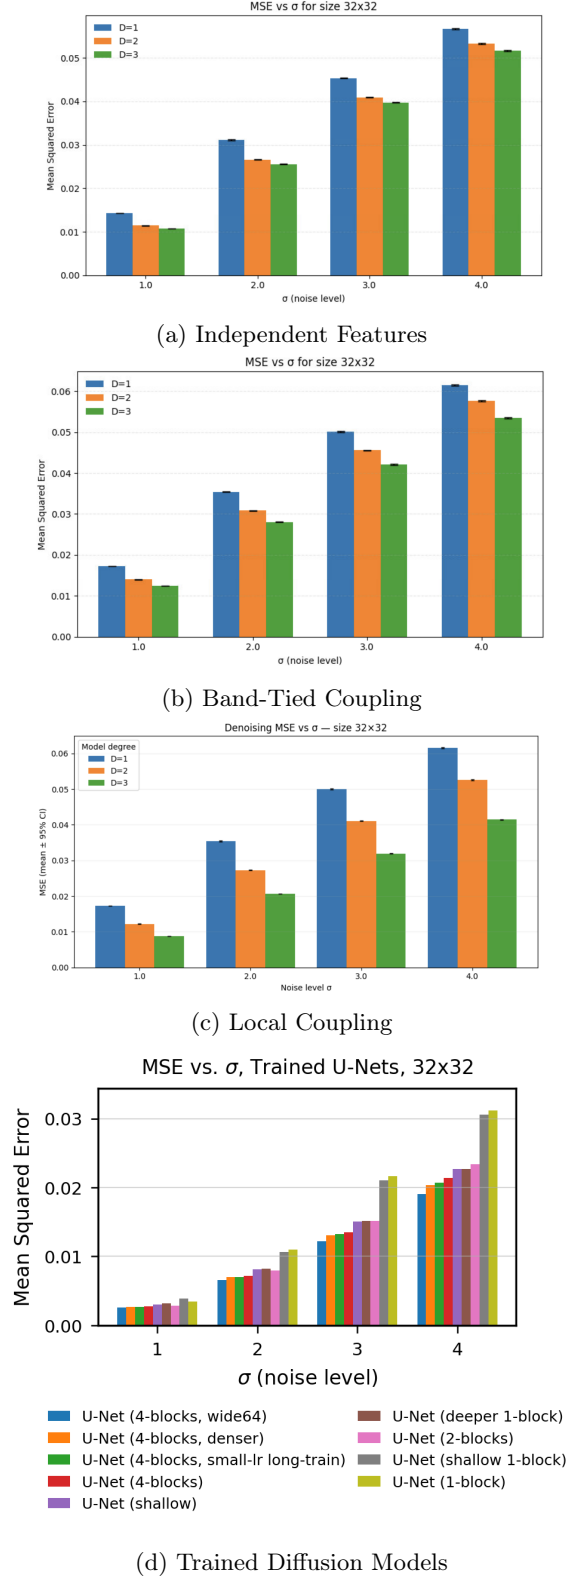 MSE vs σ for size 32x32
D=1
D=2
D=3
Mean Squared Error
0.05
0.04
0.03
0.02
0.01
0.00
1.0 2.0 3.0 4.0
σ (noise level)
(a) Independent Features
MSE vs σ for size 32x32
D=1
D=2
D=3
Mean Squared Error
0.06
0.05
0.04
0.03
0.02
0.01
0.00
1.0 2.0 3.0 4.0
σ (noise level)
(b) Band-Tied Coupling
Denoising MSE vs σ — size 32×32
Model degree
D=1
D=2
D=3
MSE (mean ± 95% CI)
0.06
0.05
0.04
0.03
0.02
0.01
0.00
1.0 2.0 3.0 4.0
Noise level σ
(c) Local Coupling
MSE vs. σ, Trained U-Nets, 32x32
Mean Squared Error
0.03
0.02
0.01
0.00
1 2 3 4
σ (noise level)
U-Net (4-blocks, wide64)
U-Net (4-blocks, denser)
U-Net (4-blocks, small-lr long-train)
U-Net (4-blocks)
U-Net (shallow)
U-Net (deeper 1-block)
U-Net (2-blocks)
U-Net (shallow 1-block)
U-Net (1-block)
(d) Trained Diffusion Models